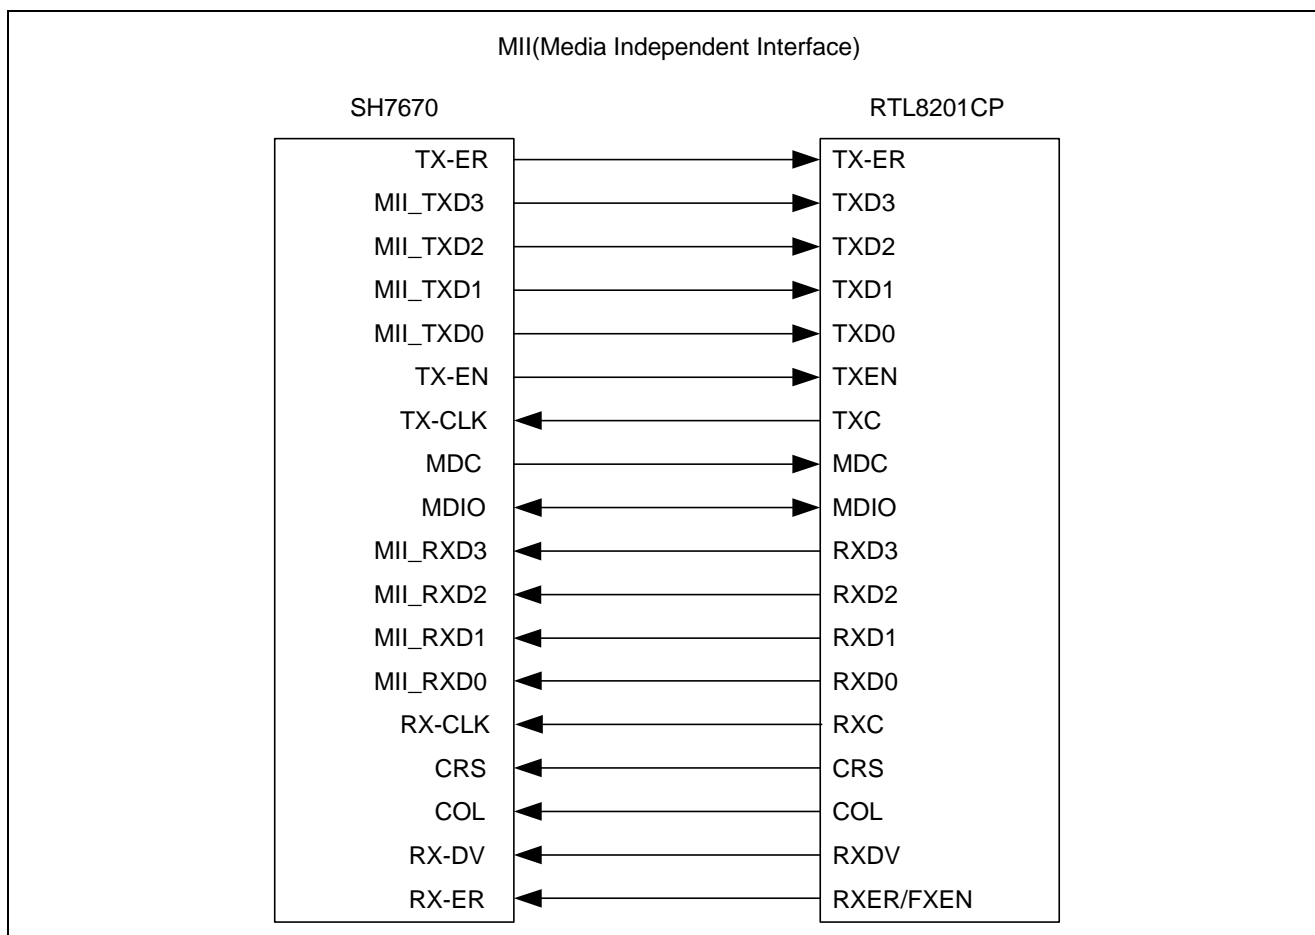 MII(Media Independent Interface)
SH7670 RTL8201CP
TX-ER TX-ER
MII_TXD3 TXD3
MII_TXD2 TXD2
MII_TXD1 TXD1
MII_TXD0 TXD0
TX-EN TXEN
TX-CLK TXC
MDC MDC
MDIO MDIO
MII_RXD3 RXD3
MII_RXD2 RXD2
MII_RXD1 RXD1
MII_RXD0 RXD0
RX-CLK RXC
CRS CRS
COL COL
RX-DV RXDV
RX-ER RXER/FXEN